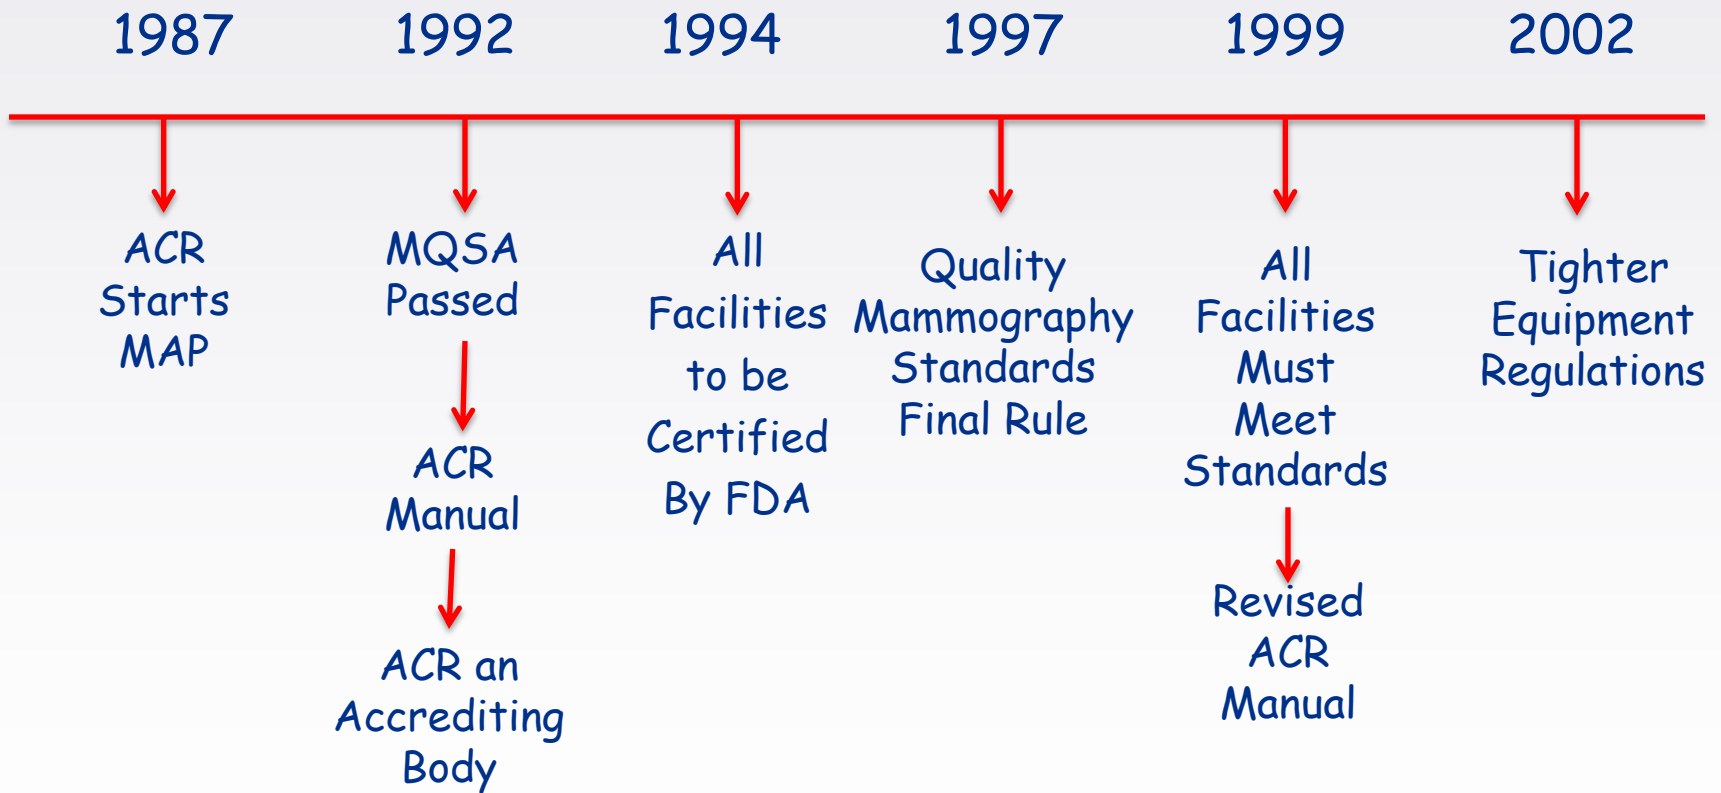 1987 1992 1994 1997 1999 2002
ACR
Starts
MAP
MQSA
Passed
ACR
Manual
ACR an
Accrediting
Body
All
Facilities
to be
Certified
By FDA
Quality
Mammography
Standards
Final Rule
All
Facilities
Must
Meet
Standards
Revised
ACR
Manual
Tighter
Equipment
Regulations